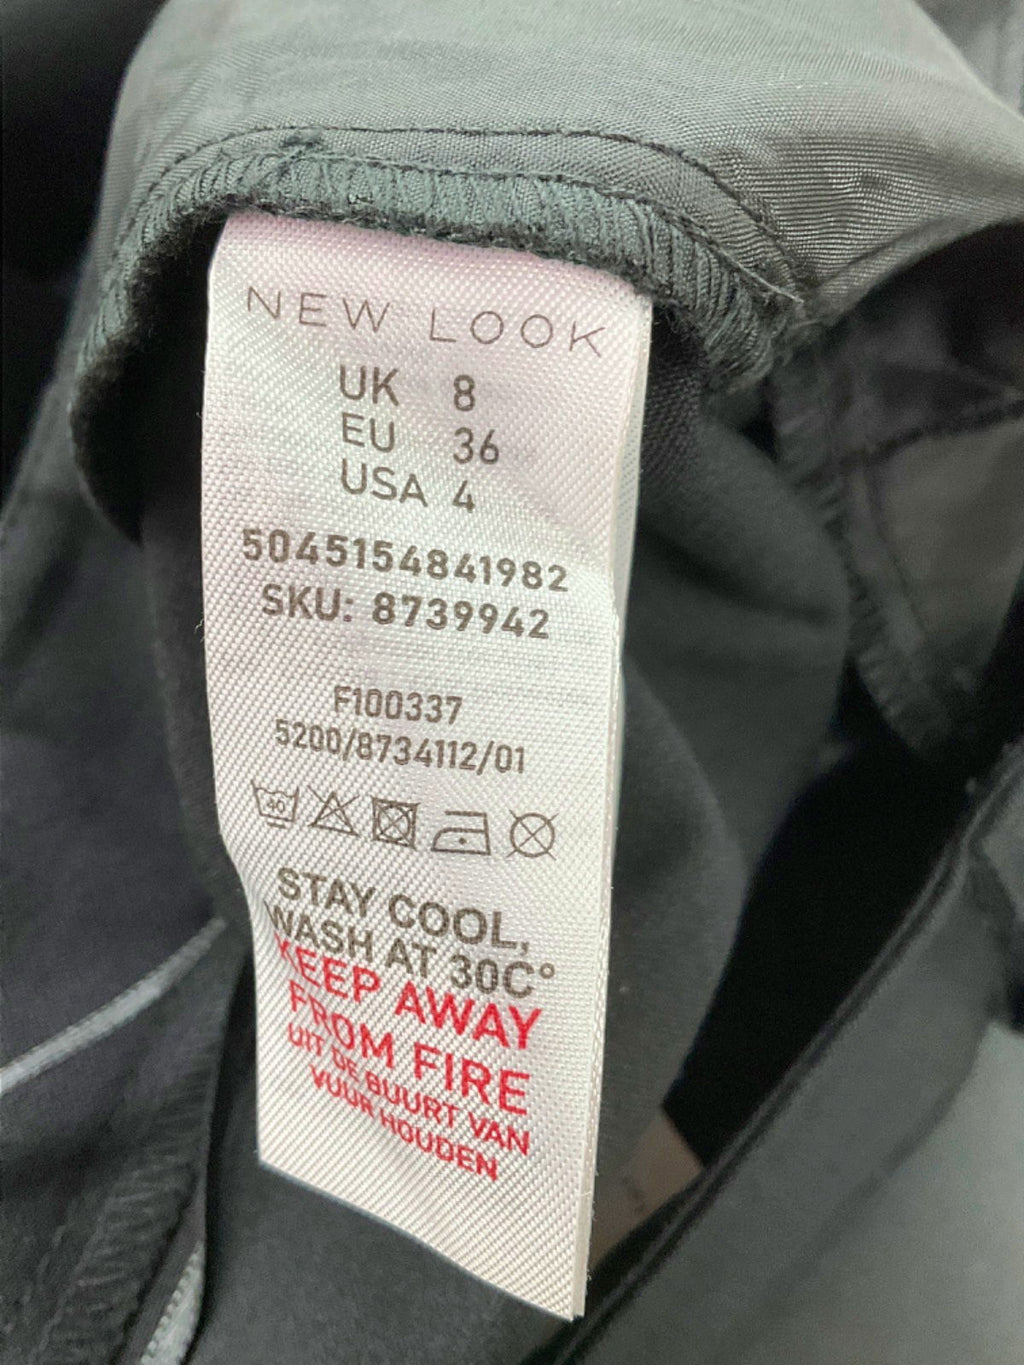 NEW LOOK
UK 8
EU 36
USA 4
5045154841982
SKU: 8739942
F100337
5200/8734112/01
40
STAY COOL,
WASH AT 30C°
KEEP AWAY
FROM FIRE
UIT DE BUURT VAN
VUUR HOUDEN